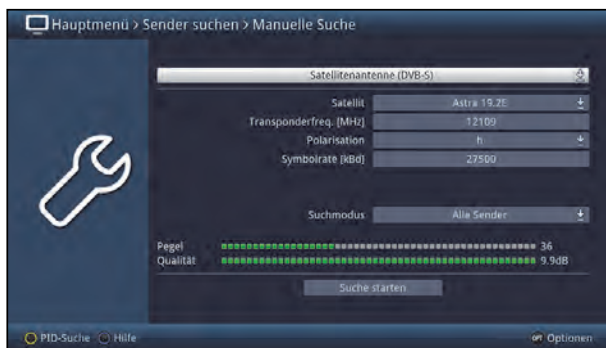 Hauptmenü > Sender suchen > Manuelle Suche
Satellitenantenne (DVB-S)
Satellit Astra 19.2E
Transponderfreq. [MHz] 12109
Polarisation h
Symbolrate [kBd] 27500
Suchmodus Alle Sender
Pegel 36
Qualität 9.9dB
Suche starten
PID-Suche Hilfe OPT Optionen